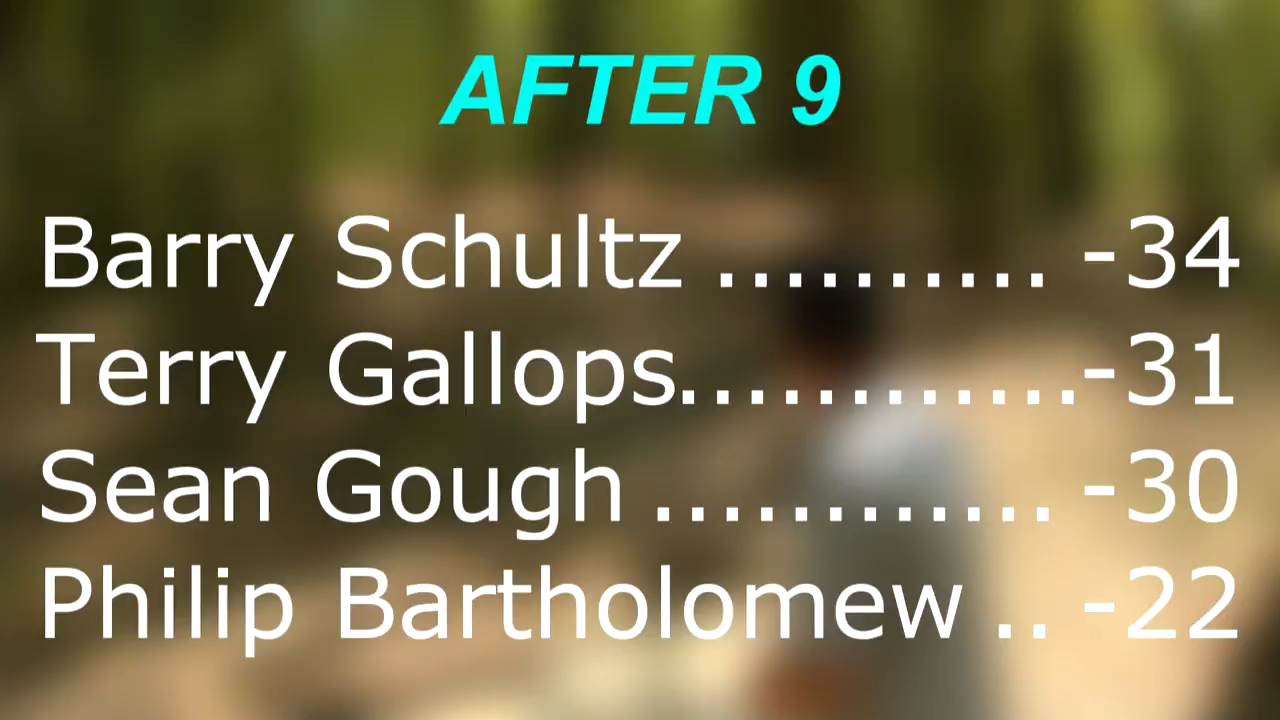 AFTER 9
Barry Schultz .......... -34
Terry Gallops............-31
Sean Gough ............ -30
Philip Bartholomew .. -22